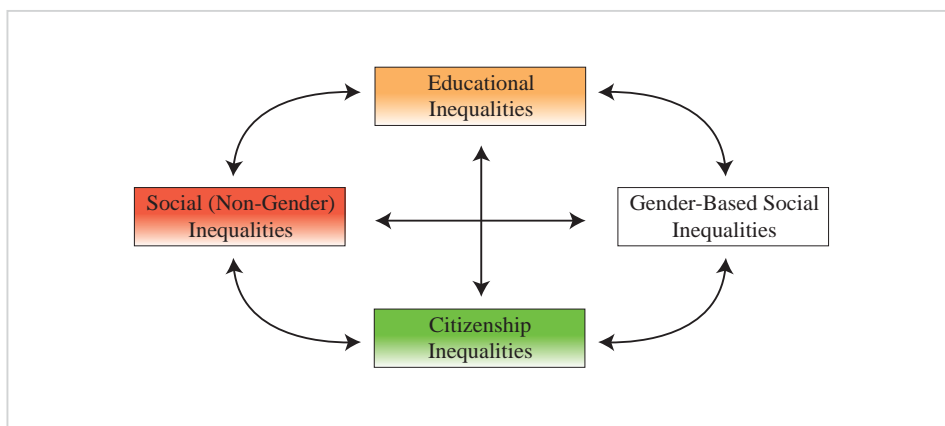 Educational
Inequalities
Social (Non-Gender)
Inequalities
Gender-Based Social
Inequalities
Citizenship
Inequalities